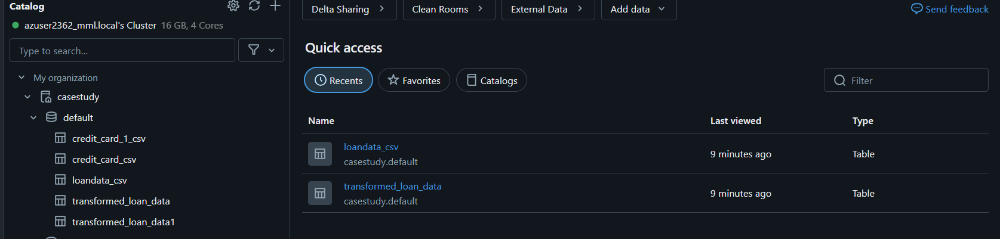 Catalog
azuser2362_mml.local's Cluster 16 GB, 4 Cores
Type to search...
My organization
casestudy
default
credit_card_1_csv
credit_card_csv
loandata_csv
transformed_loan_data
transformed_loan_data1
Delta Sharing
Clean Rooms
External Data
Add data
Send feedback
Quick access
Recents
Favorites
Catalogs
Filter
Name Last viewed Type
loandata_csv
casestudy.default
9 minutes ago Table
transformed_loan_data
casestudy.default
9 minutes ago Table